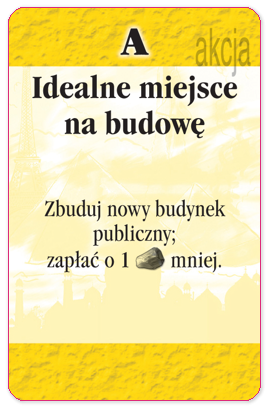 A
akcja
Idealne miejsce
na budowę
Zbuduj nowy budynek
publiczny;
zapłać o 1 mniej.